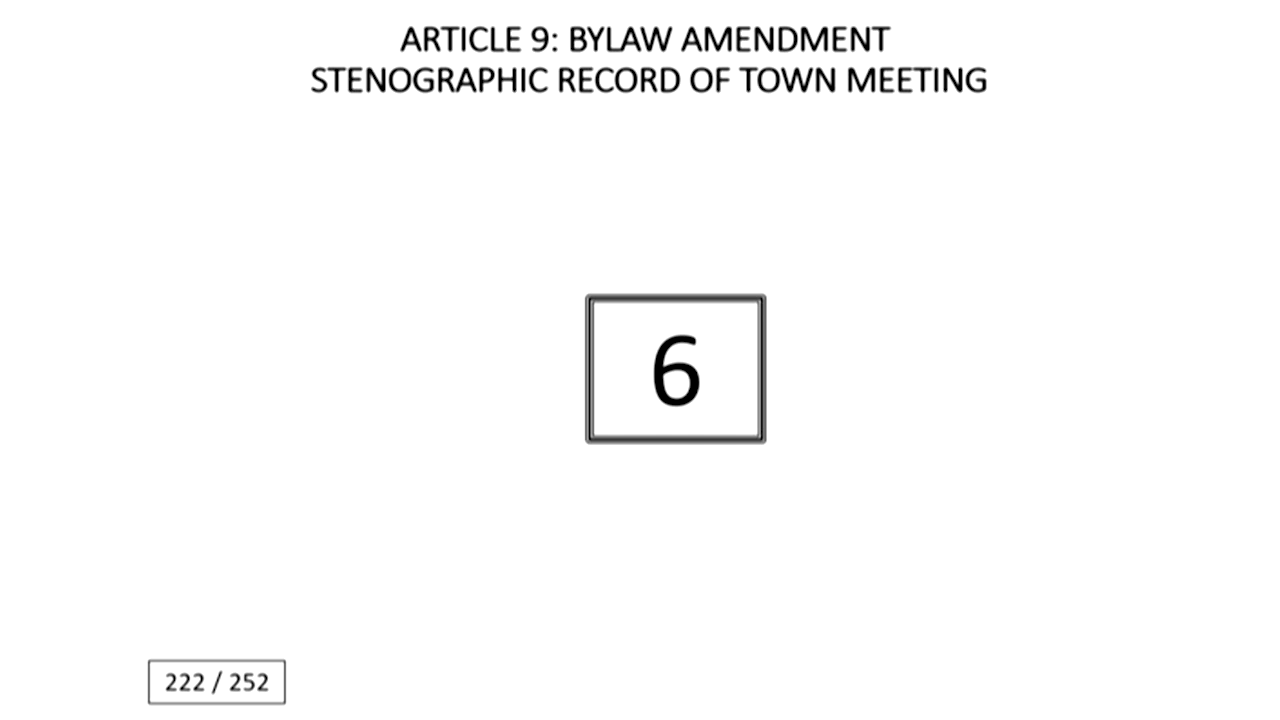 ARTICLE 9: BYLAW AMENDMENT
STENOGRAPHIC RECORD OF TOWN MEETING
6
222 / 252